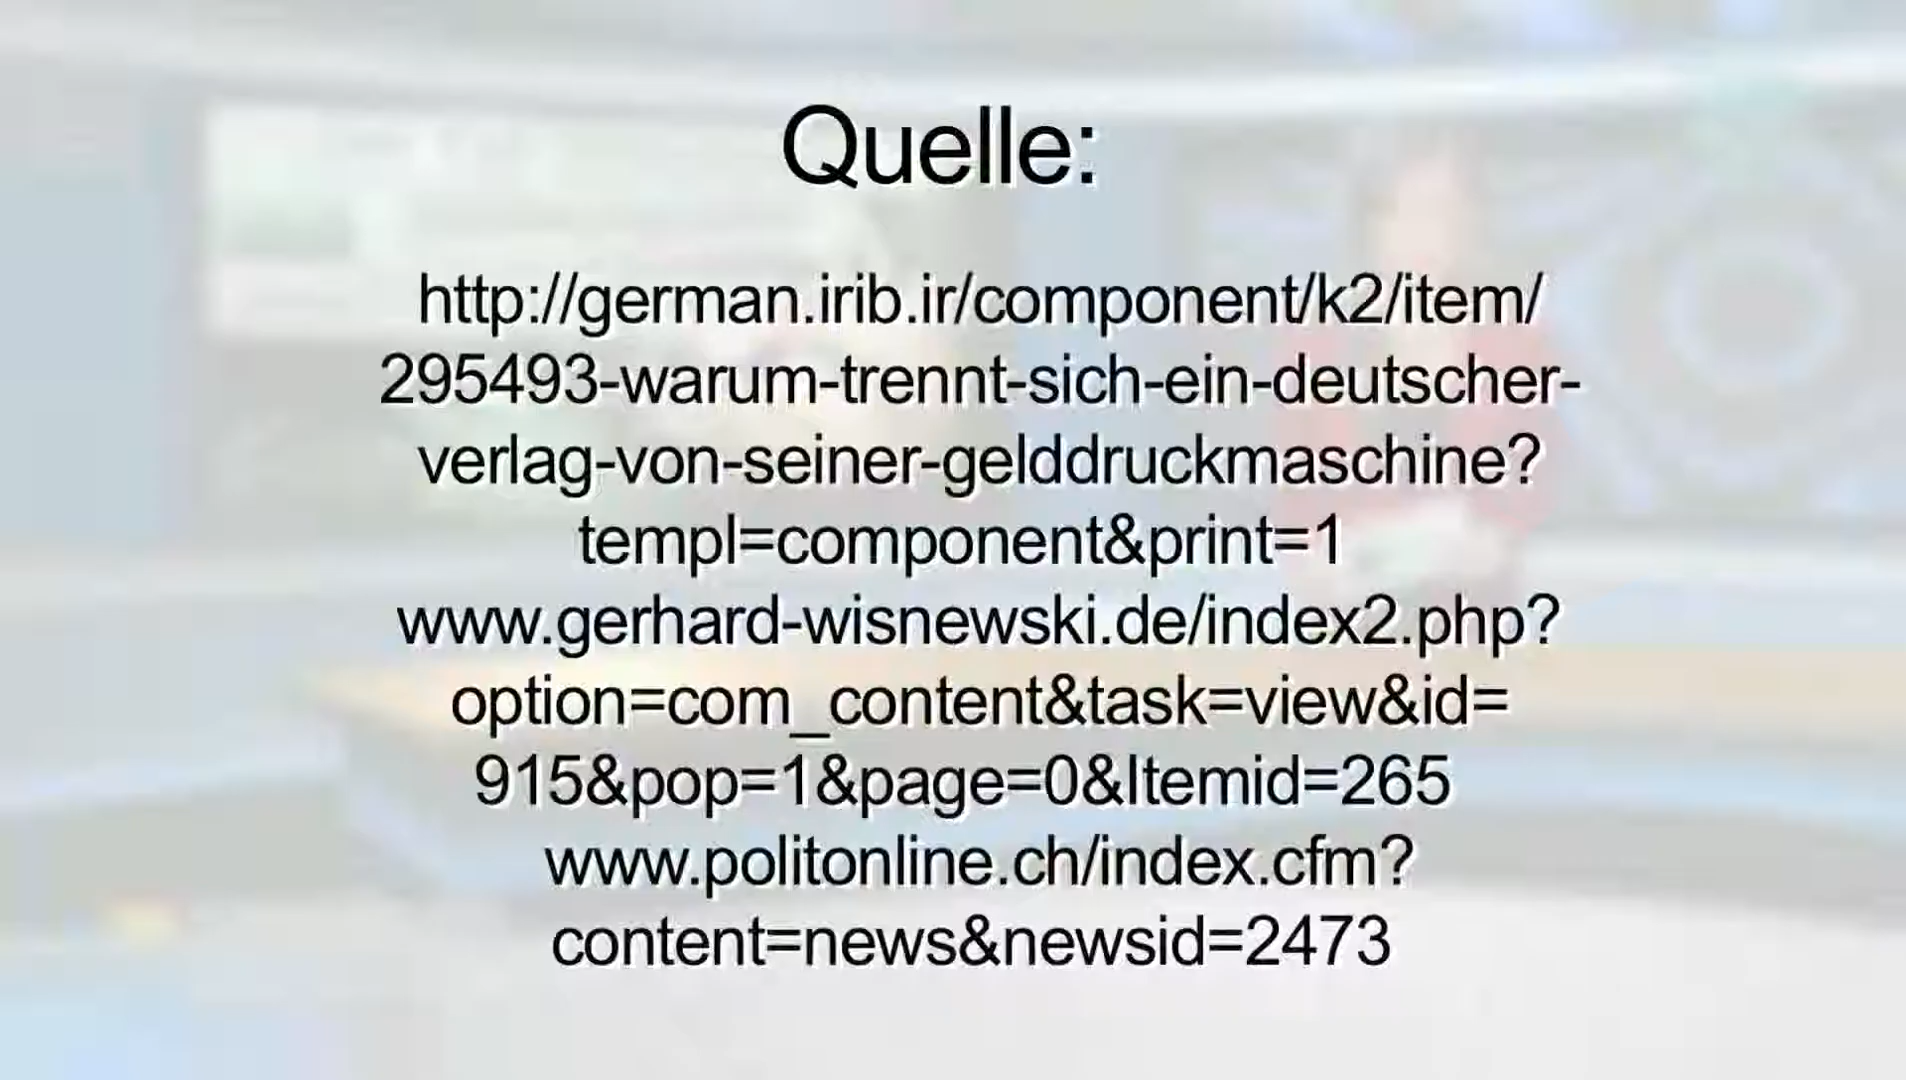 Quelle:
http://german.irib.ir/component/k2/item/
295493-warum-trennt-sich-ein-deutscher-
verlag-von-seiner-gelddruckmaschine?
templ=component&print=1
www.gerhard-wisnewski.de/index2.php?
option=com_content&task=view&id=
915&pop=1&page=0&Itemid=265
www.politonline.ch/index.cfm?
content=news&newsid=2473